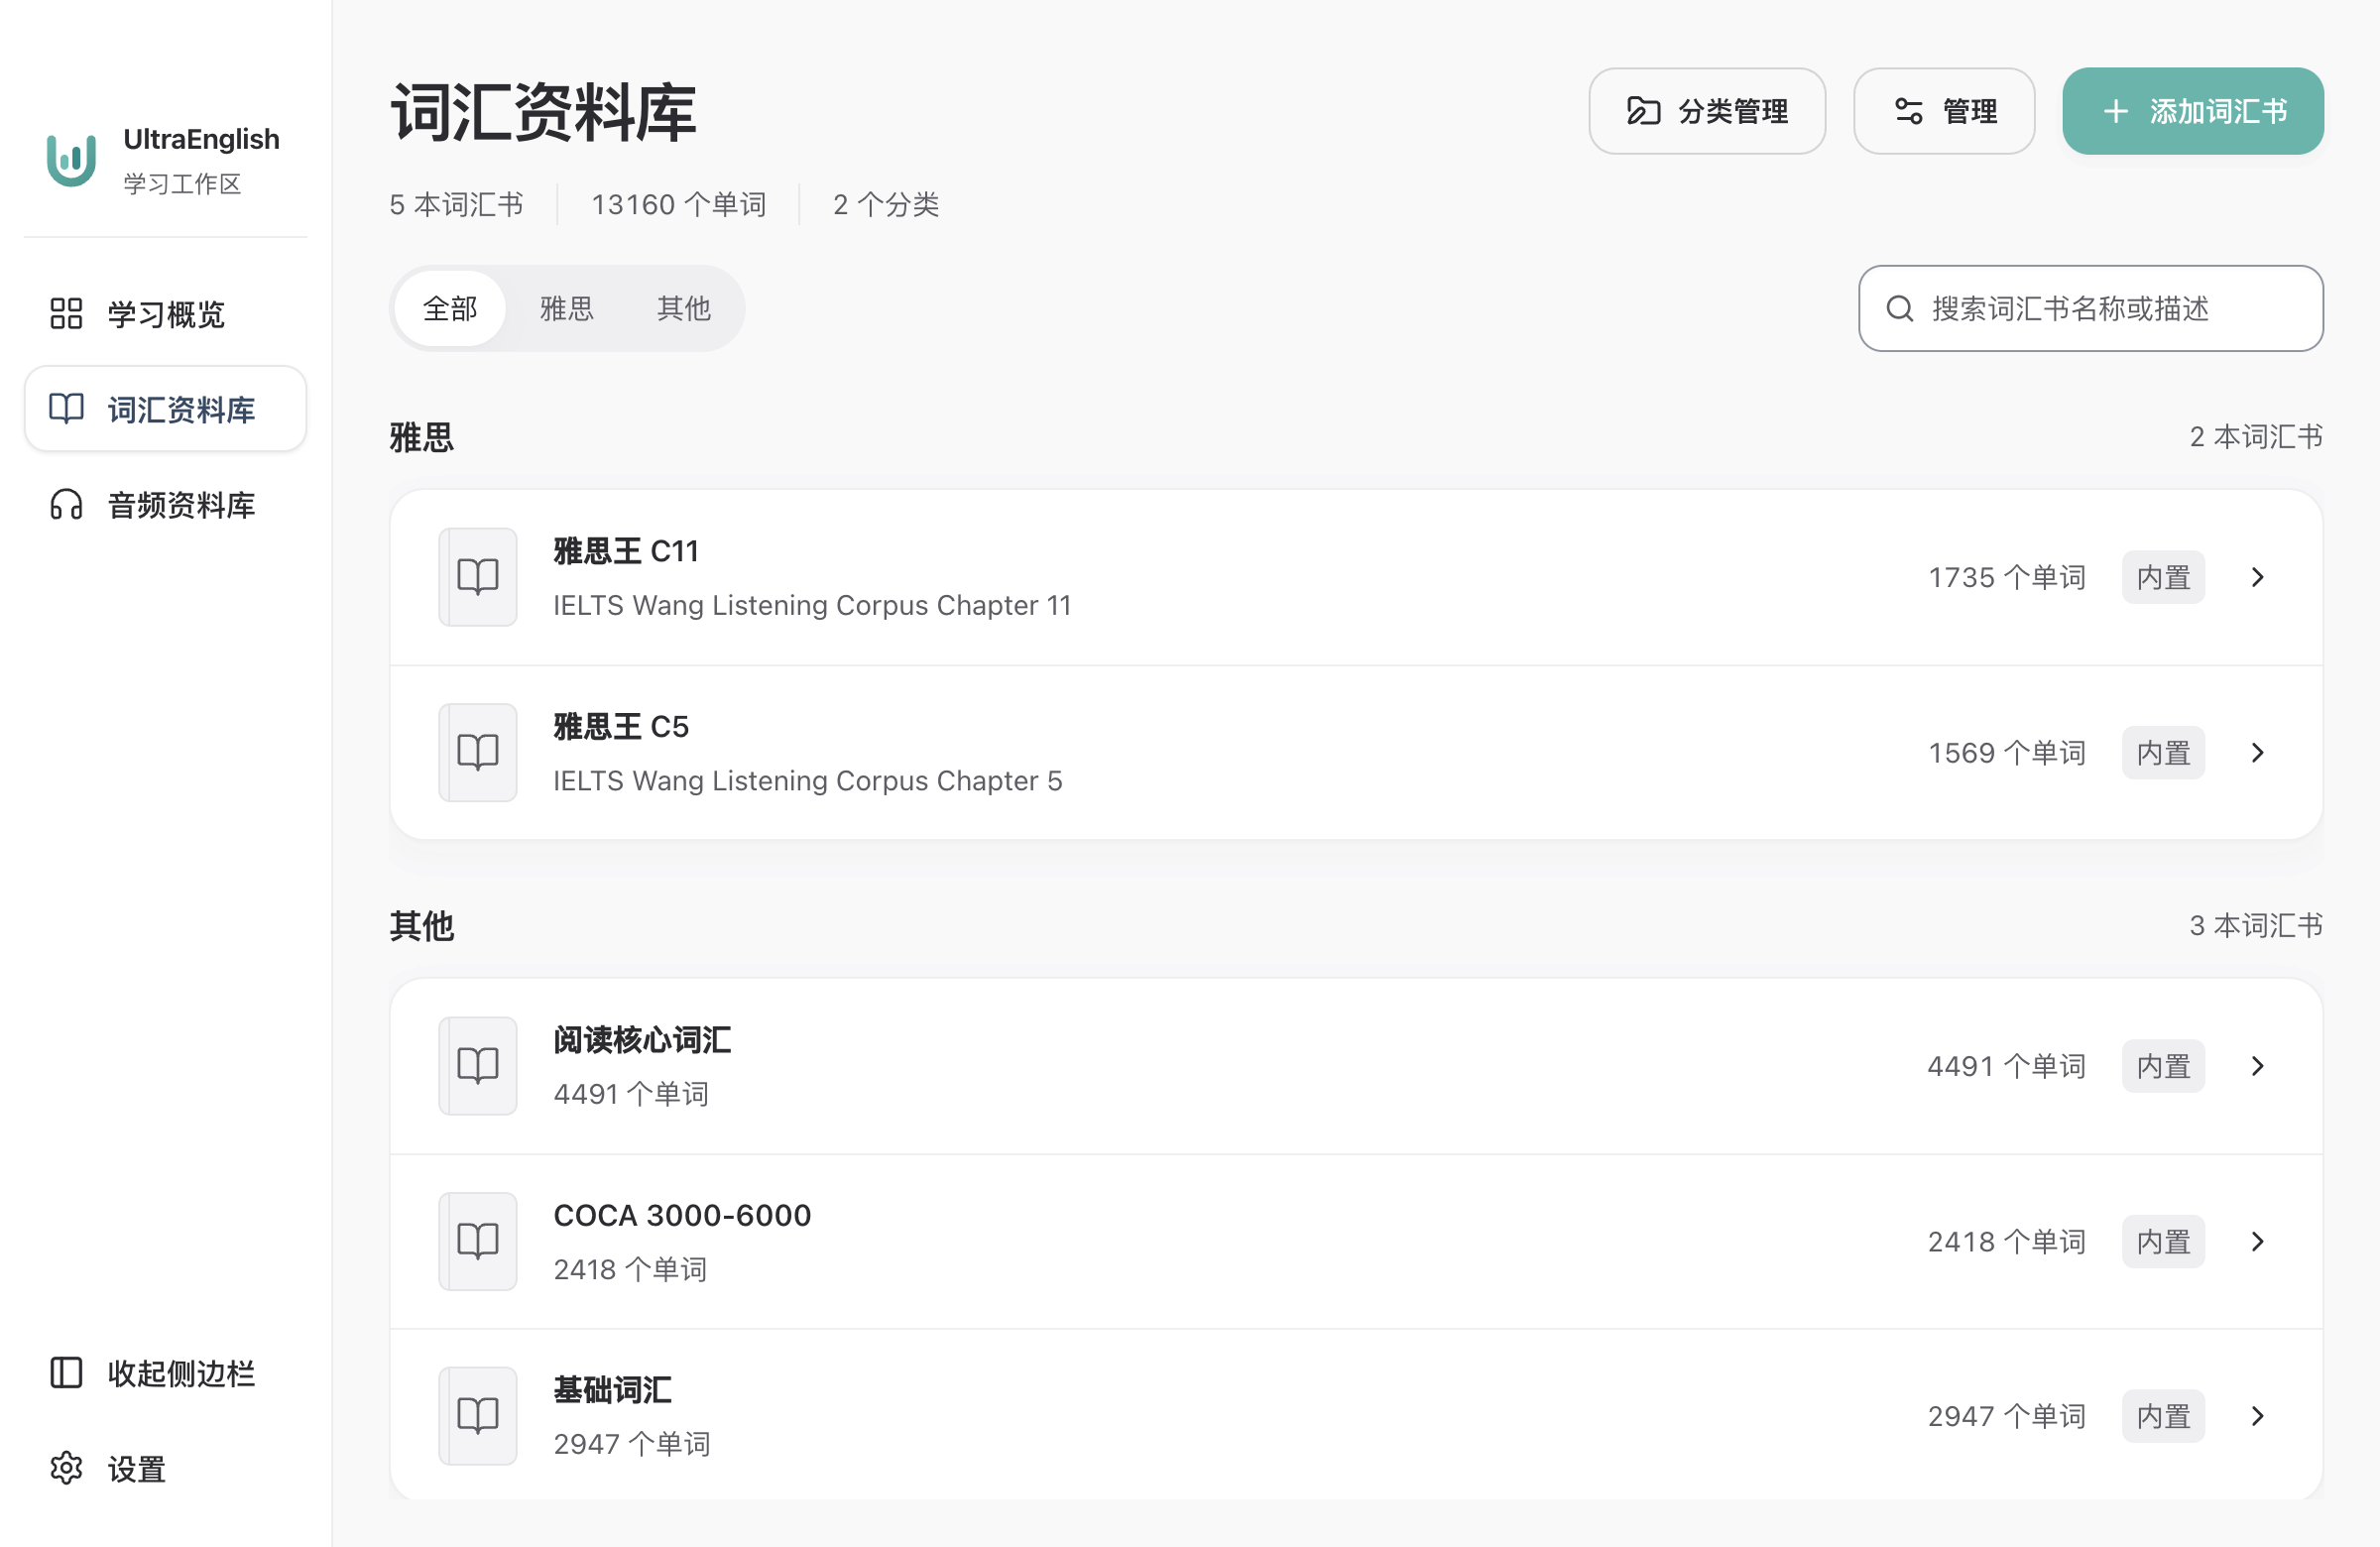 UltraEnglish
学习工作区
学习概览
词汇资料库
音频资料库
收起侧边栏
设置
词汇资料库
分类管理
管理
添加词汇书
5 本词汇书
13160 个单词
2 个分类
全部
雅思
其他
搜索词汇书名称或描述
雅思
2 本词汇书
雅思王 C11
IELTS Wang Listening Corpus Chapter 11
1735 个单词
内置
雅思王 C5
IELTS Wang Listening Corpus Chapter 5
1569 个单词
内置
其他
3 本词汇书
阅读核心词汇
4491 个单词
4491 个单词
内置
COCA 3000-6000
2418 个单词
2418 个单词
内置
基础词汇
2947 个单词
2947 个单词
内置